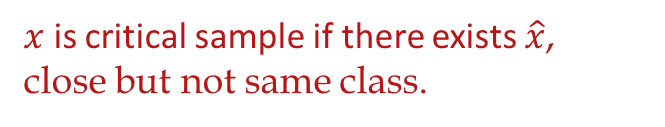 x is critical sample if there exists x̂,
close but not same class.